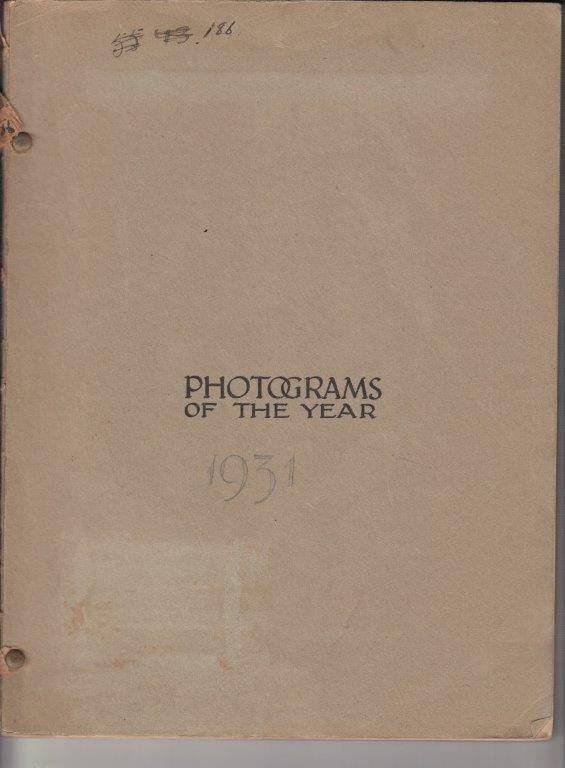 186
PHOTOGRAMS
OF THE YEAR
1931